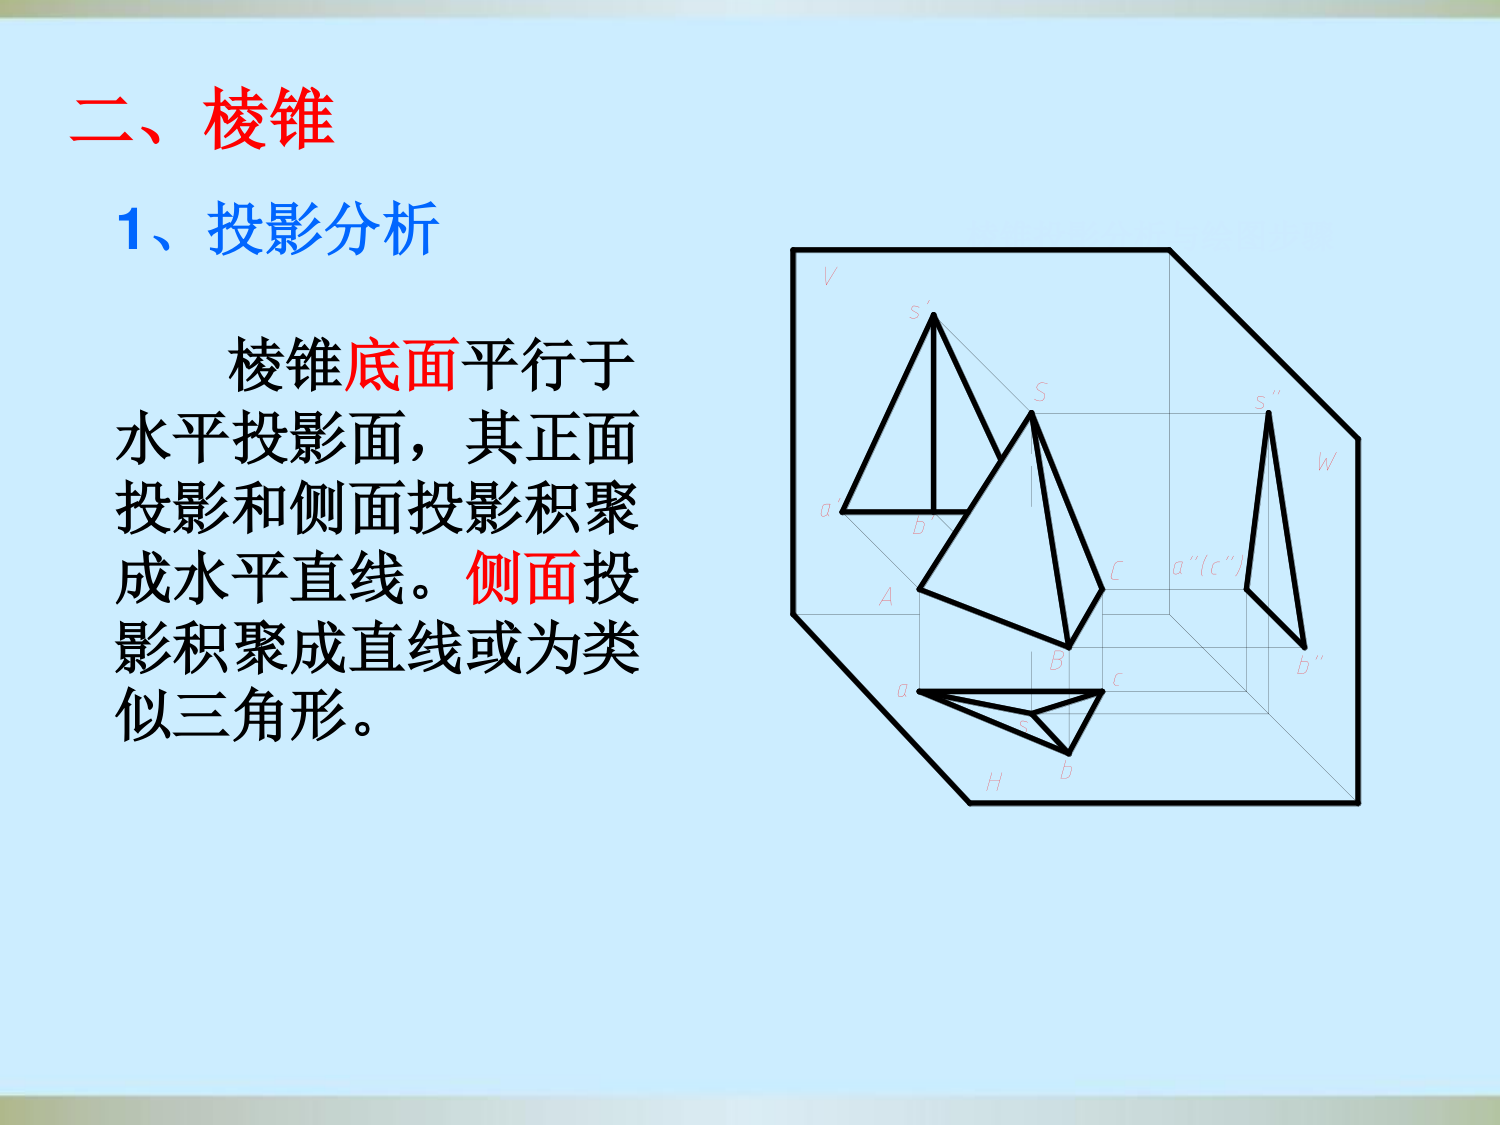 二、棱锥
1、投影分析
棱锥底面平行于
水平投影面，其正面
投影和侧面投影积聚
成水平直线。侧面投
影积聚成直线或为类
似三角形。
V
s'
S
s"
W
a'
b'
C
a"(c")
A
B
b"
a
c
s
b
H